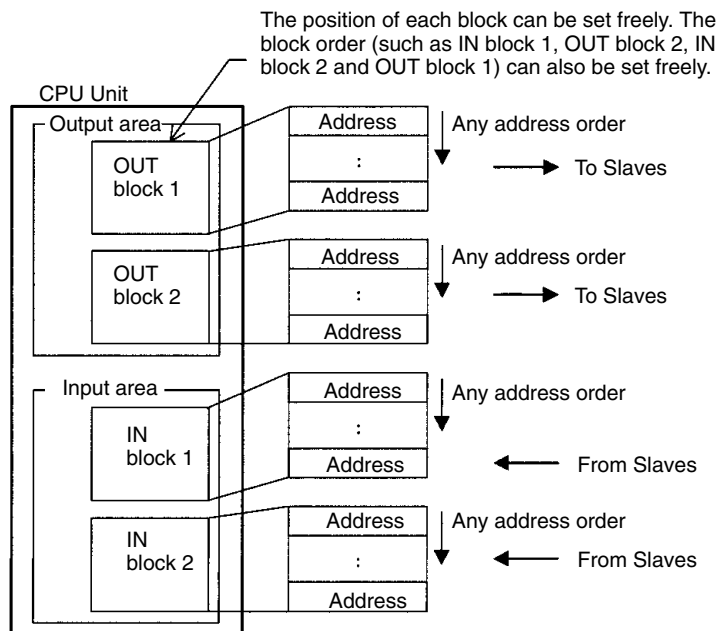 The position of each block can be set freely. The
block order (such as IN block 1, OUT block 2, IN
block 2 and OUT block 1) can also be set freely.
CPU Unit
Output area
OUT
block 1
Address
:
Address
Any address order
To Slaves
OUT
block 2
Address
:
Address
Any address order
To Slaves
Input area
IN
block 1
Address
:
Address
Any address order
From Slaves
IN
block 2
Address
:
Address
Any address order
From Slaves